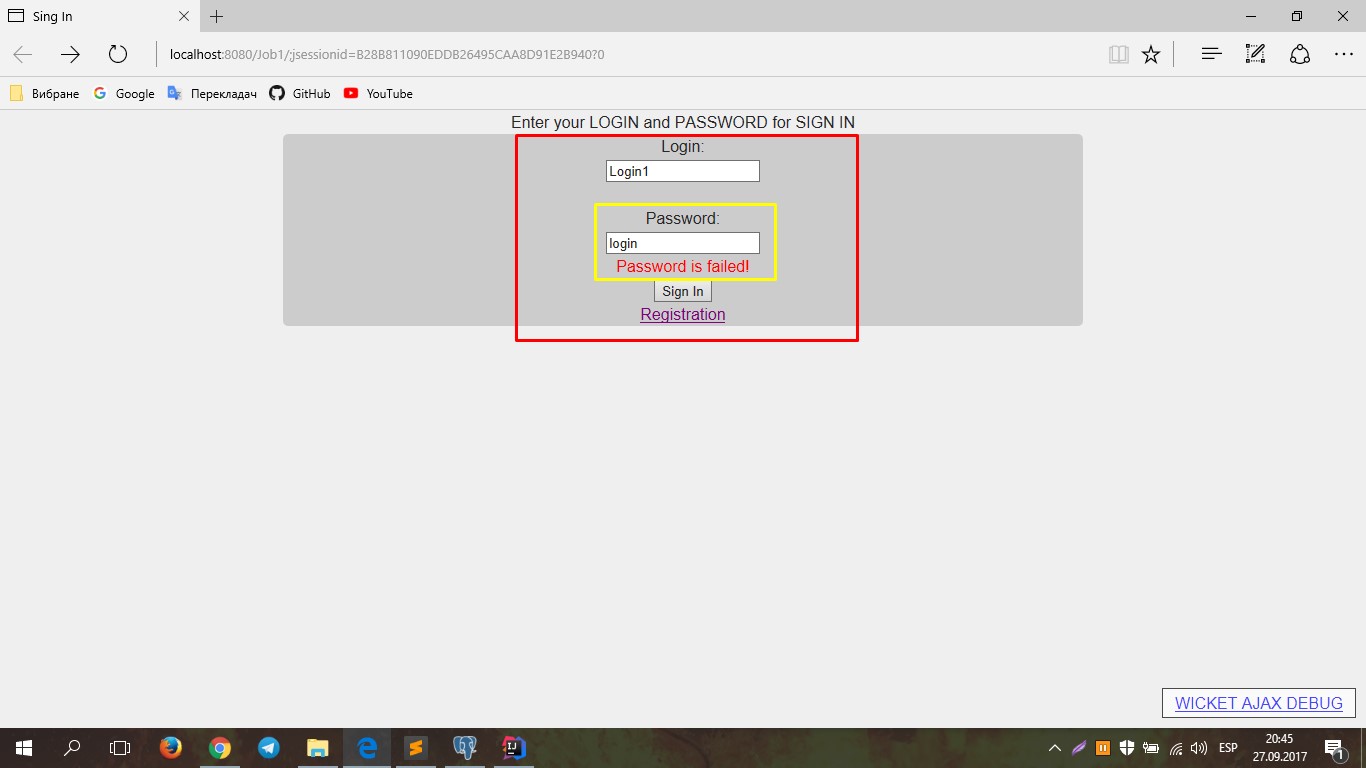 Sing In
localhost:8080/Job1/;jsessionid=B28B811090EDDB26495CAA8D91E2B940?0
Вибране Google Перекладач GitHub YouTube
Enter your LOGIN and PASSWORD for SIGN IN
Login:
Login1
Password:
login
Password is failed!
Sign In
Registration
WICKET AJAX DEBUG
ESP
20:45
27.09.2017
1